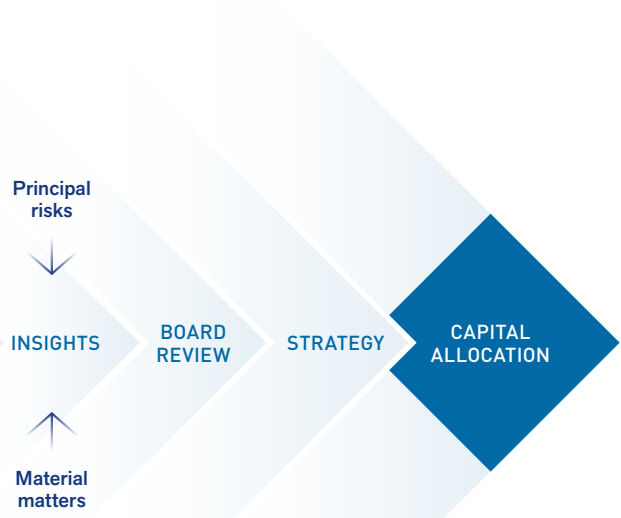 Principal
risks
INSIGHTS
BOARD
REVIEW
STRATEGY
CAPITAL
ALLOCATION
Material
matters